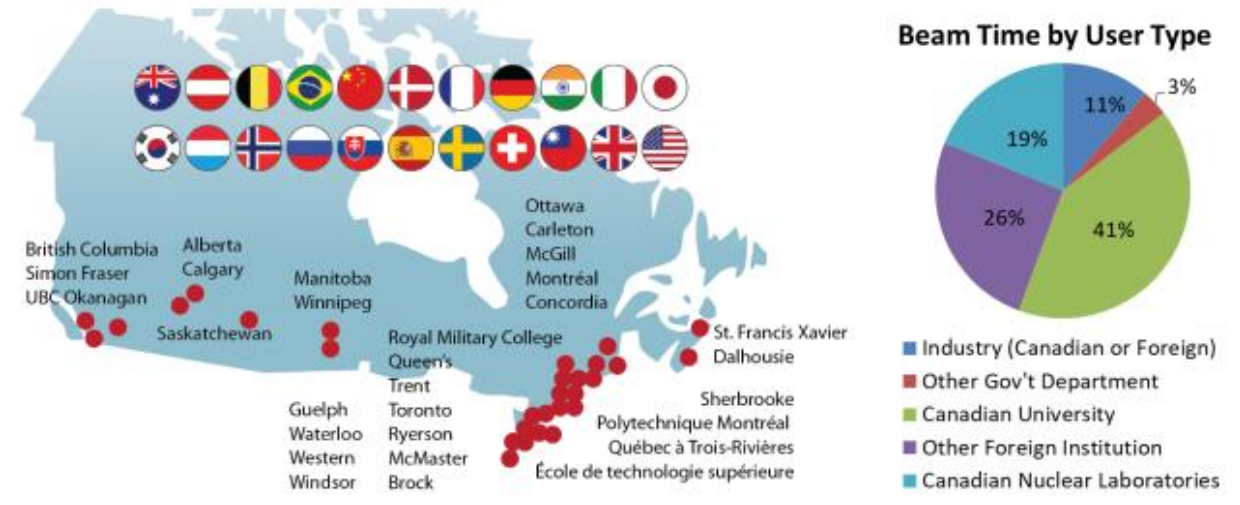 British Columbia
Simon Fraser
UBC Okanagan
Alberta
Calgary
Saskatchewan
Manitoba
Winnipeg
Ottawa
Carleton
McGill
Montréal
Concordia
Royal Military College
Queen's
Trent
Toronto
Ryerson
McMaster
Brock
Guelph
Waterloo
Western
Windsor
St. Francis Xavier
Dalhousie
Sherbrooke
Polytechnique Montréal
Québec à Trois-Rivières
École de technologie supérieure
Beam Time by User Type
11%
3%
41%
26%
19%
Industry (Canadian or Foreign)
Other Gov't Department
Canadian University
Other Foreign Institution
Canadian Nuclear Laboratories